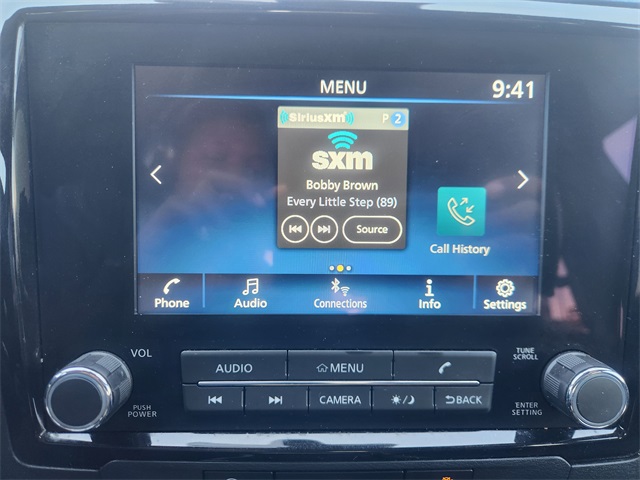 MENU 9:41
SiriusXM P 2
sxm
Bobby Brown
Every Little Step (89)
Source
Call History
Phone Audio Connections Info Settings
VOL
AUDIO MENU
TUNE
SCROLL
PUSH
POWER
CAMERA BACK
ENTER
SETTING